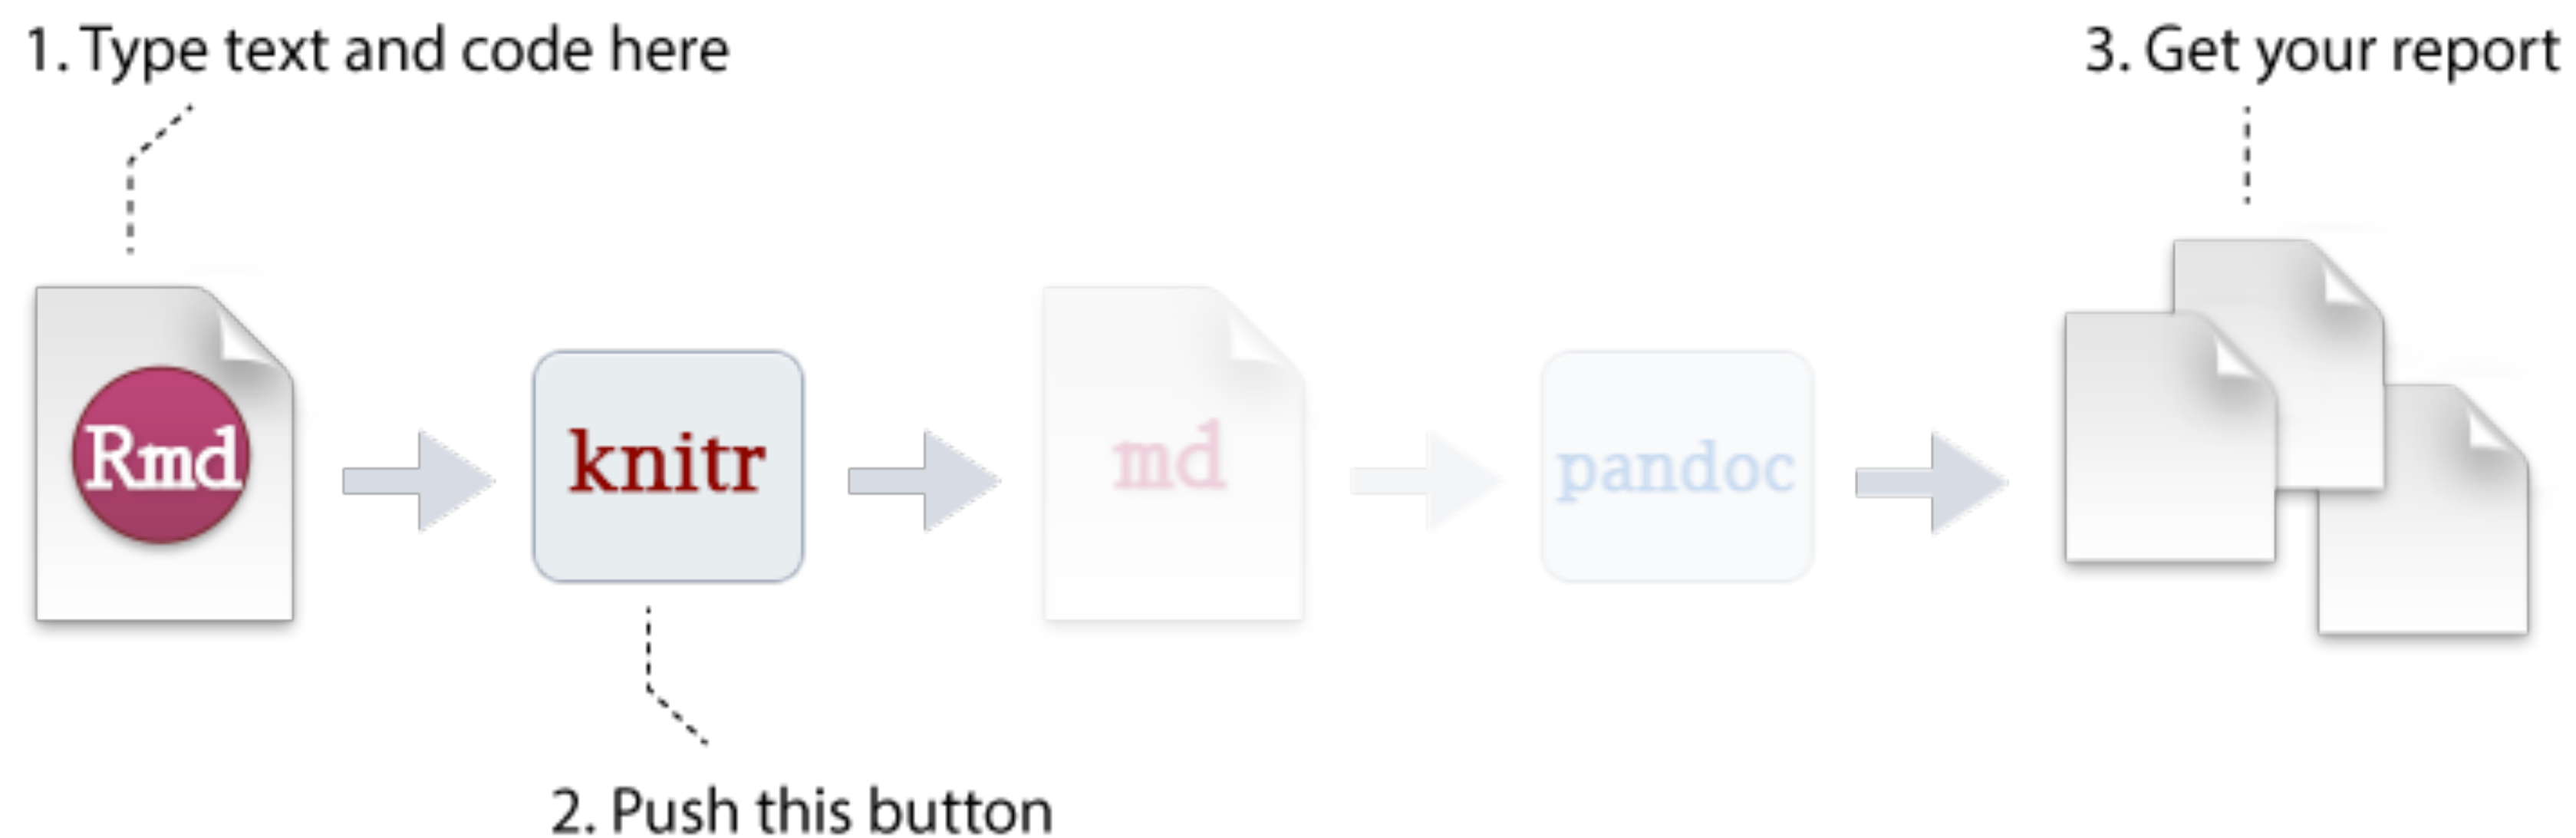 1. Type text and code here
3. Get your report
Rmd
knitr
md
pandoc
2. Push this button